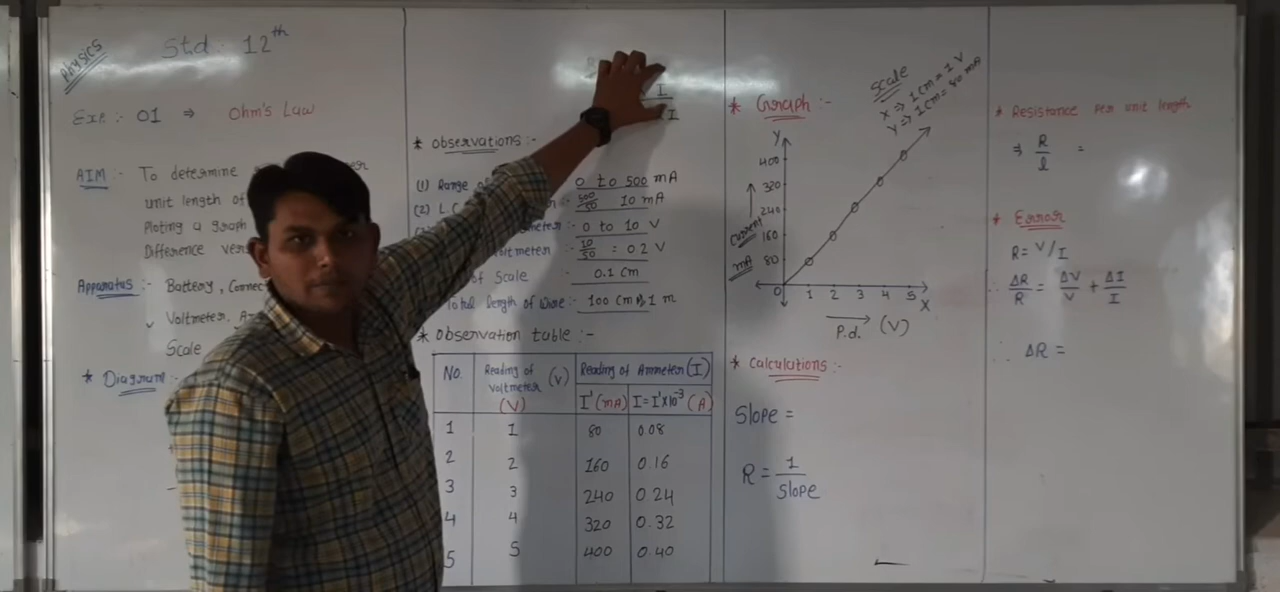 Physics
Std : 12th
Exp :- 01 ⇒ Ohm's Law
AIM :- To determine
unit length of
Ploting a graph
Difference
Apparatus :- Battery,
Voltmeter,
Scale
* Diagram :-
I
* Observations :-
(1) Range 0 to 500 mA
(2) L.C. 500/50 10 mA
:- 0 to 10 V
:- 10/50 = 0.2 V
of Scale 0.1 cm
Total length of wire :- 100 cm, 1 m
* Observation table :-
No. Reading of Voltmeter (V) (V) Reading of Ammeter (I)
I' (mA) I = I'x10⁻³ (A)
1 1 80 0.08
2 2 160 0.16
3 3 240 0.24
4 4 320 0.32
5 5 400 0.40
* Graph :-
Scale
X ⇒ 1 cm = 1 V
Y ⇒ 1 cm = 80 mA
Y
400
320
240
160
80
0 1 2 3 4 5 X
Current
mA
P.d. (V)
* Calculations :-
Slope =
R = 1/Slope
* Resistance per unit length
⇒ R/l =
* Error
R = V/I
∴ ΔR/R = ΔV/V + ΔI/I
∴ ΔR =